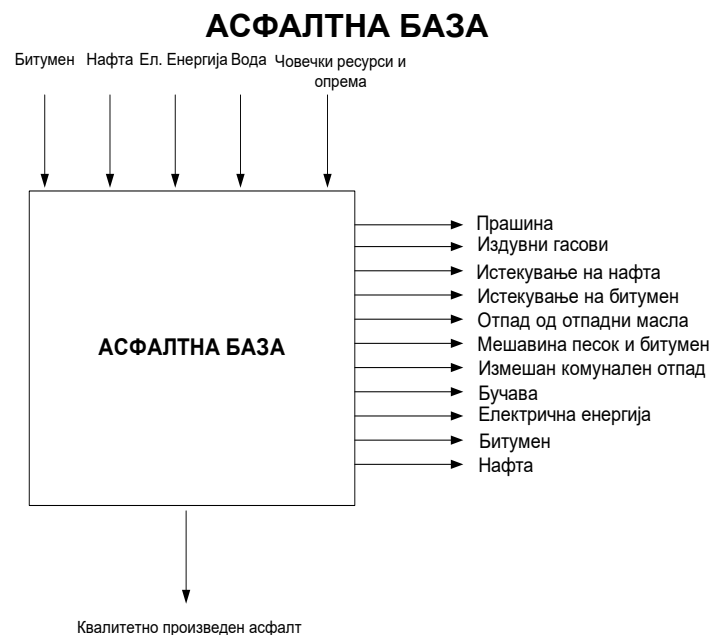 АСФАЛТНА БАЗА
Битумен Нафта Ел. Енергија Вода Човечки ресурси и
опрема
АСФАЛТНА БАЗА
Прашина
Издувни гасови
Истекување на нафта
Истекување на битумен
Отпад од отпадни масла
Мешавина песок и битумен
Измешан комунален отпад
Бучава
Електрична енергија
Битумен
Нафта
Квалитетно произведен асфалт